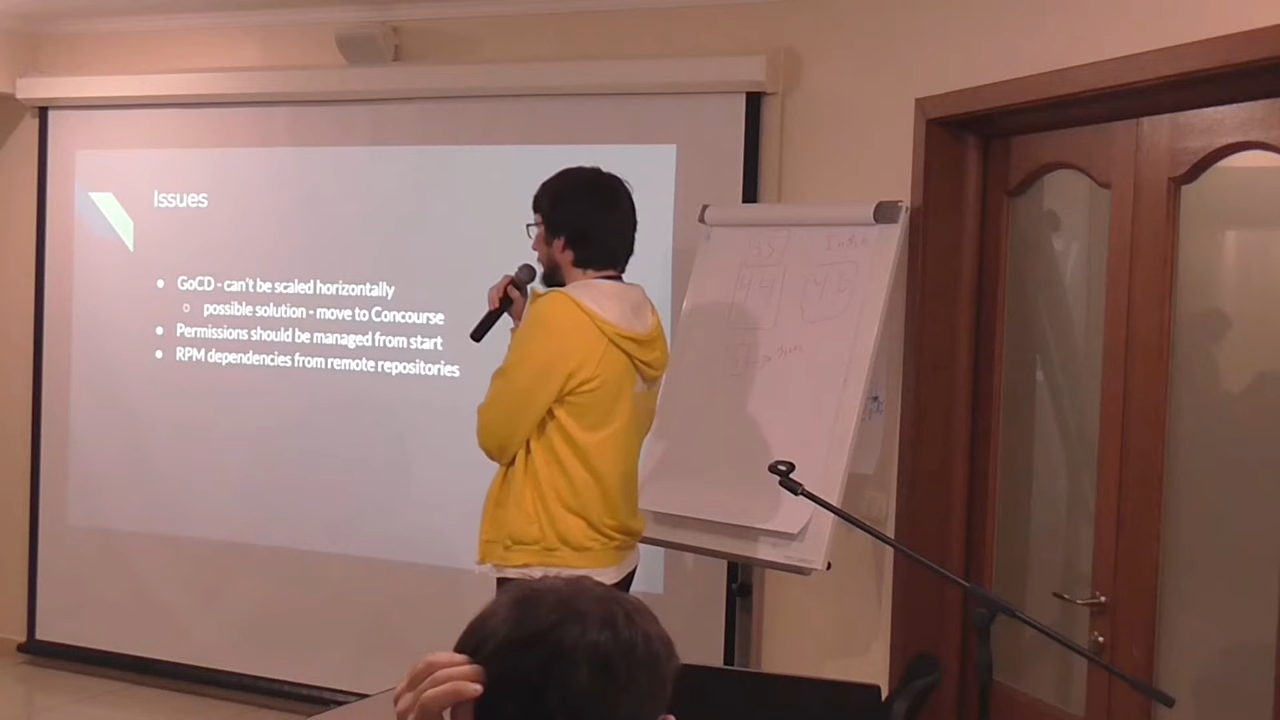 Issues
GoCD - can't be scaled horizontally
possible solution - move to Concourse
Permissions should be managed from start
RPM dependencies from remote repositories